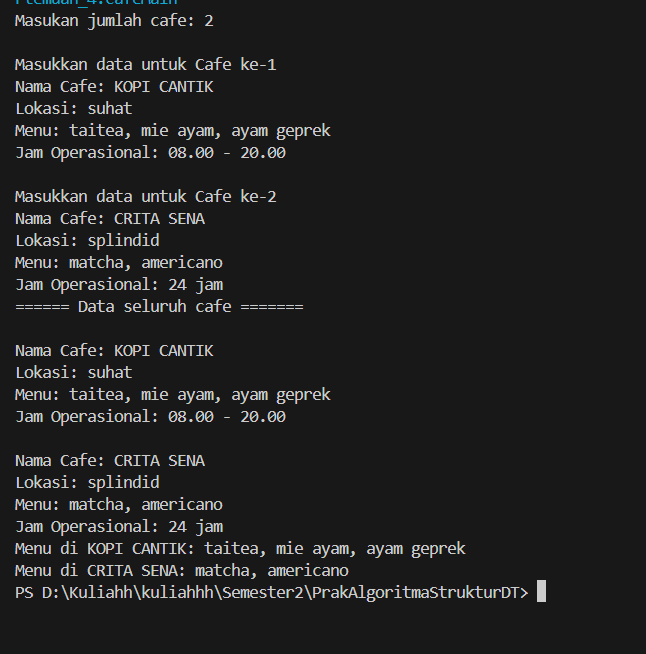 Masukan jumlah cafe: 2
Masukkan data untuk Cafe ke-1
Nama Cafe: KOPI CANTIK
Lokasi: suhat
Menu: taitea, mie ayam, ayam geprek
Jam Operasional: 08.00 - 20.00
Masukkan data untuk Cafe ke-2
Nama Cafe: CRITA SENA
Lokasi: splindid
Menu: matcha, americano
Jam Operasional: 24 jam
====== Data seluruh cafe =======
Nama Cafe: KOPI CANTIK
Lokasi: suhat
Menu: taitea, mie ayam, ayam geprek
Jam Operasional: 08.00 - 20.00
Nama Cafe: CRITA SENA
Lokasi: splindid
Menu: matcha, americano
Jam Operasional: 24 jam
Menu di KOPI CANTIK: taitea, mie ayam, ayam geprek
Menu di CRITA SENA: matcha, americano
PS D:\Kuliahh\kuliahhh\Semester2\PrakAlgoritmaStrukturDT>